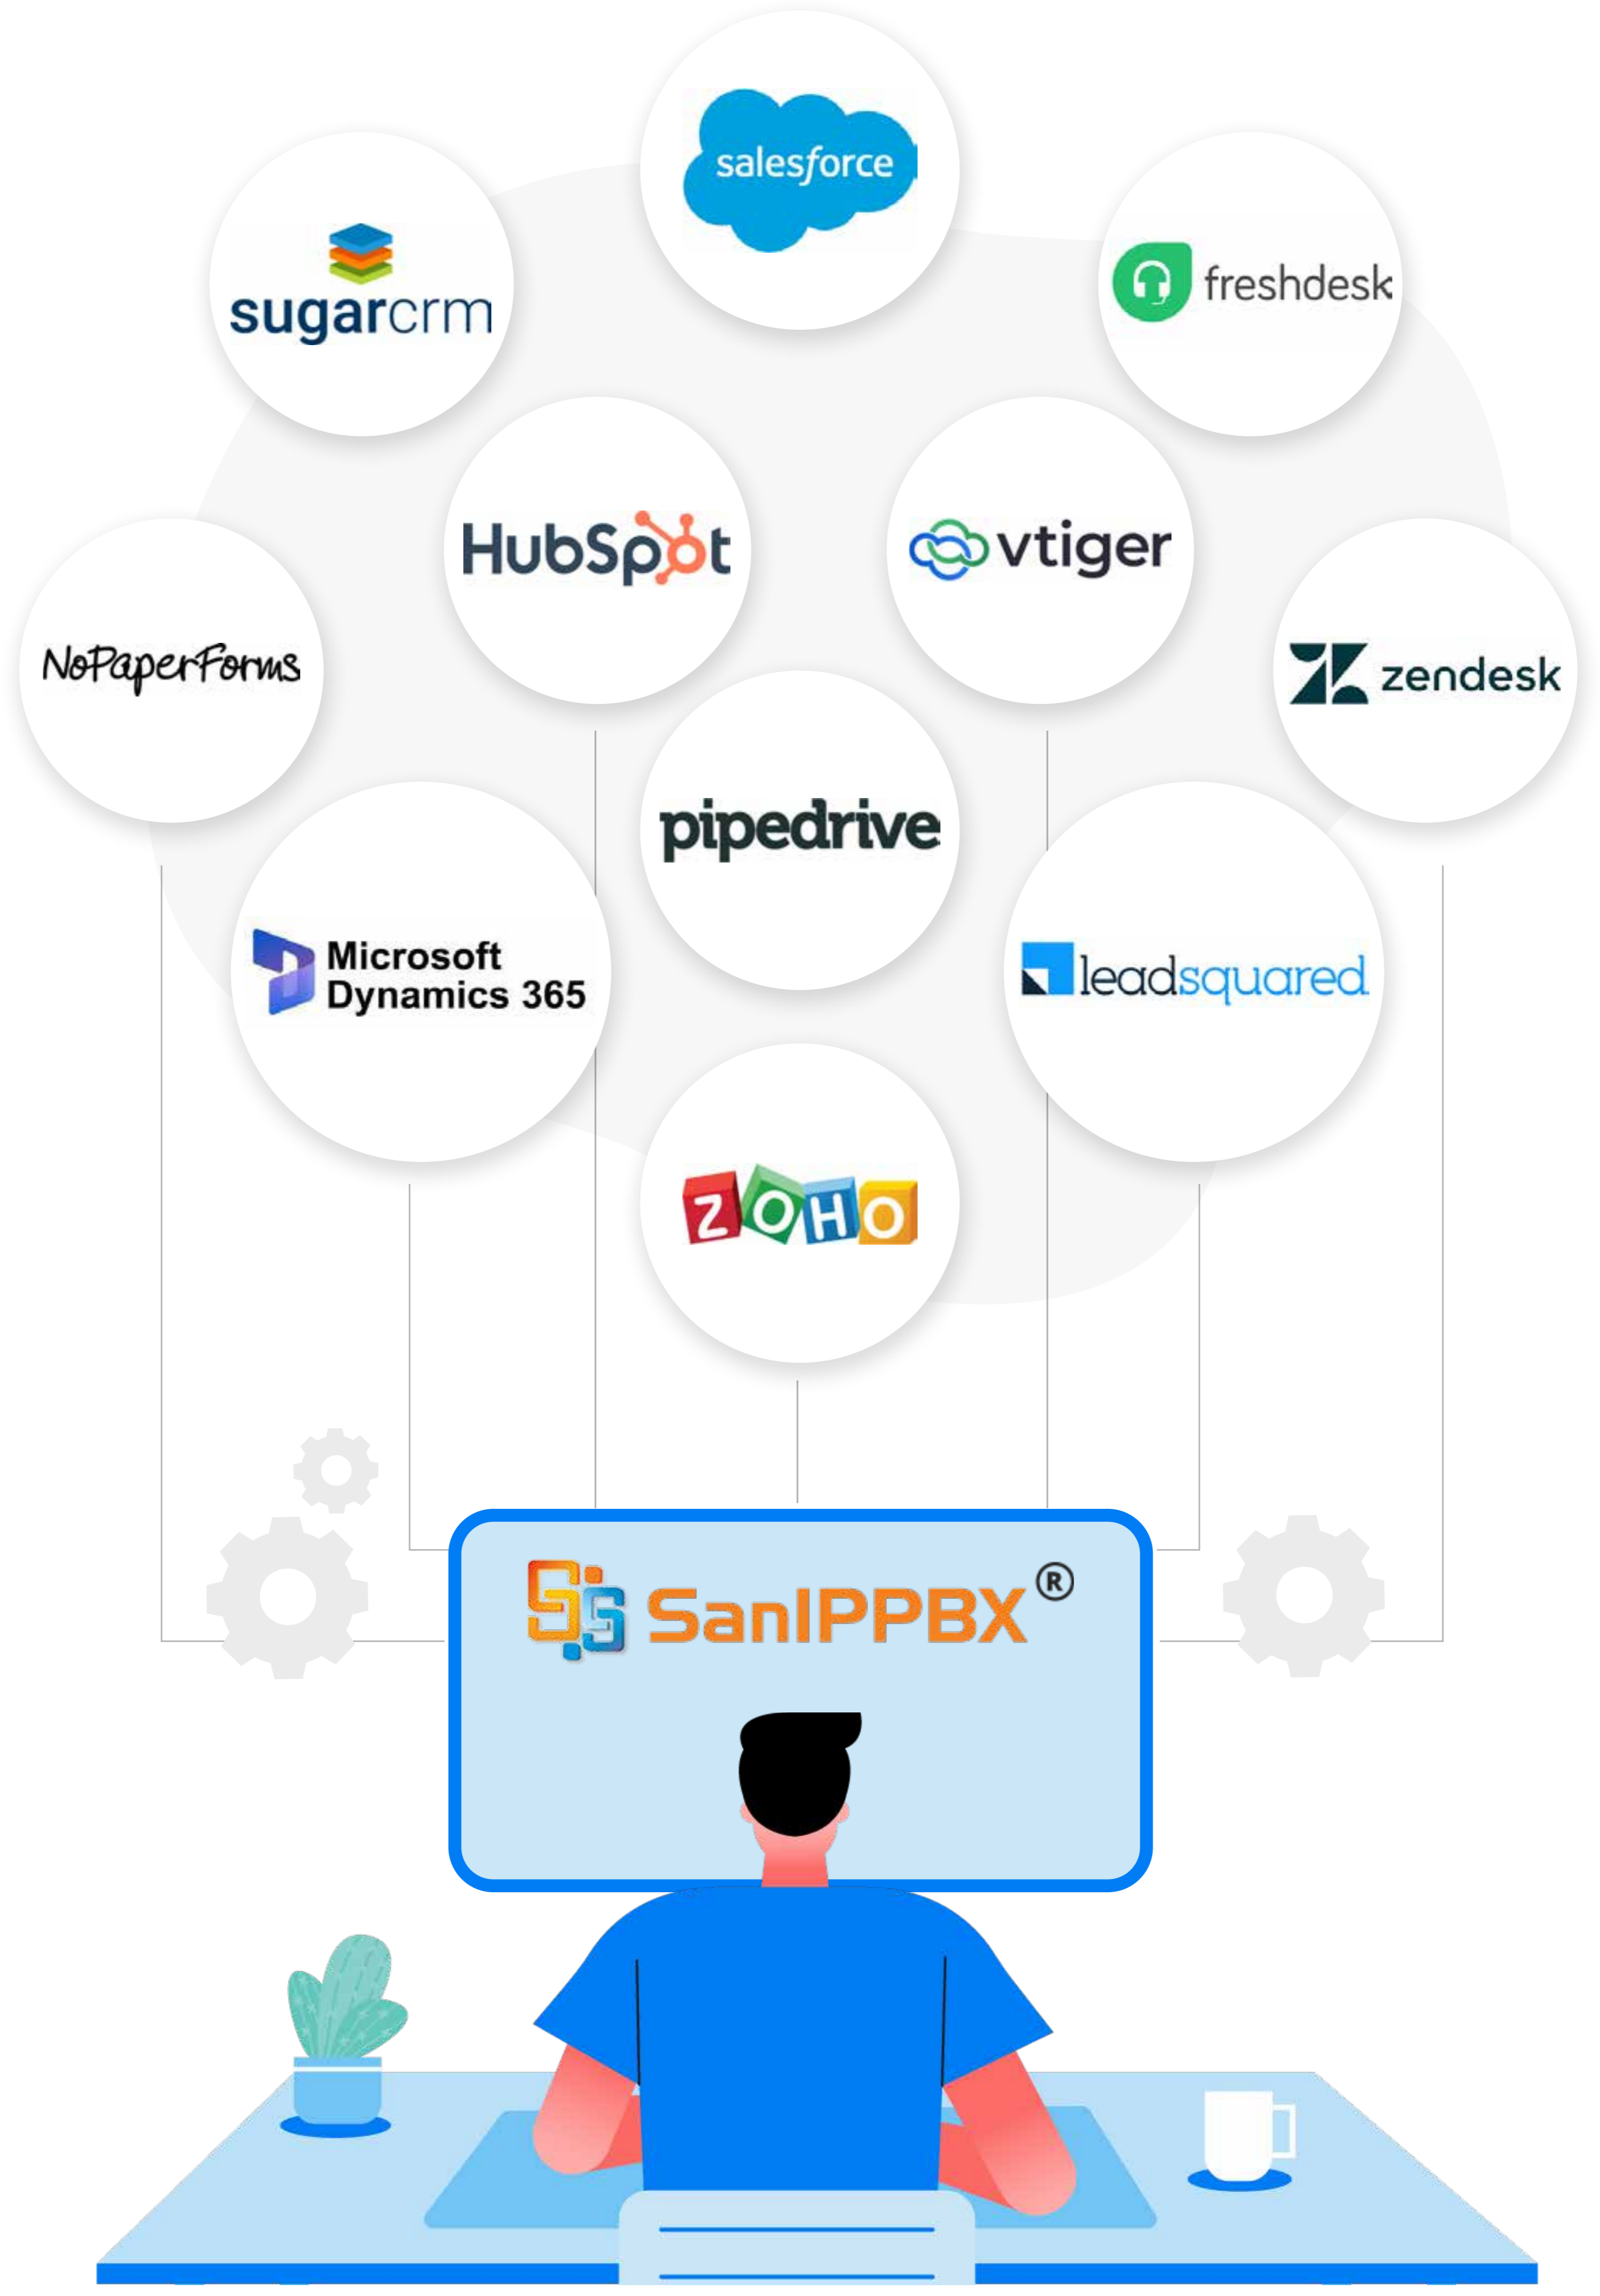 salesforce
sugarcrm
freshdesk
HubSpot
vtiger
NoPaperForms
zendesk
pipedrive
Microsoft
Dynamics 365
leadsquared
ZOHO
SanIPPBX®